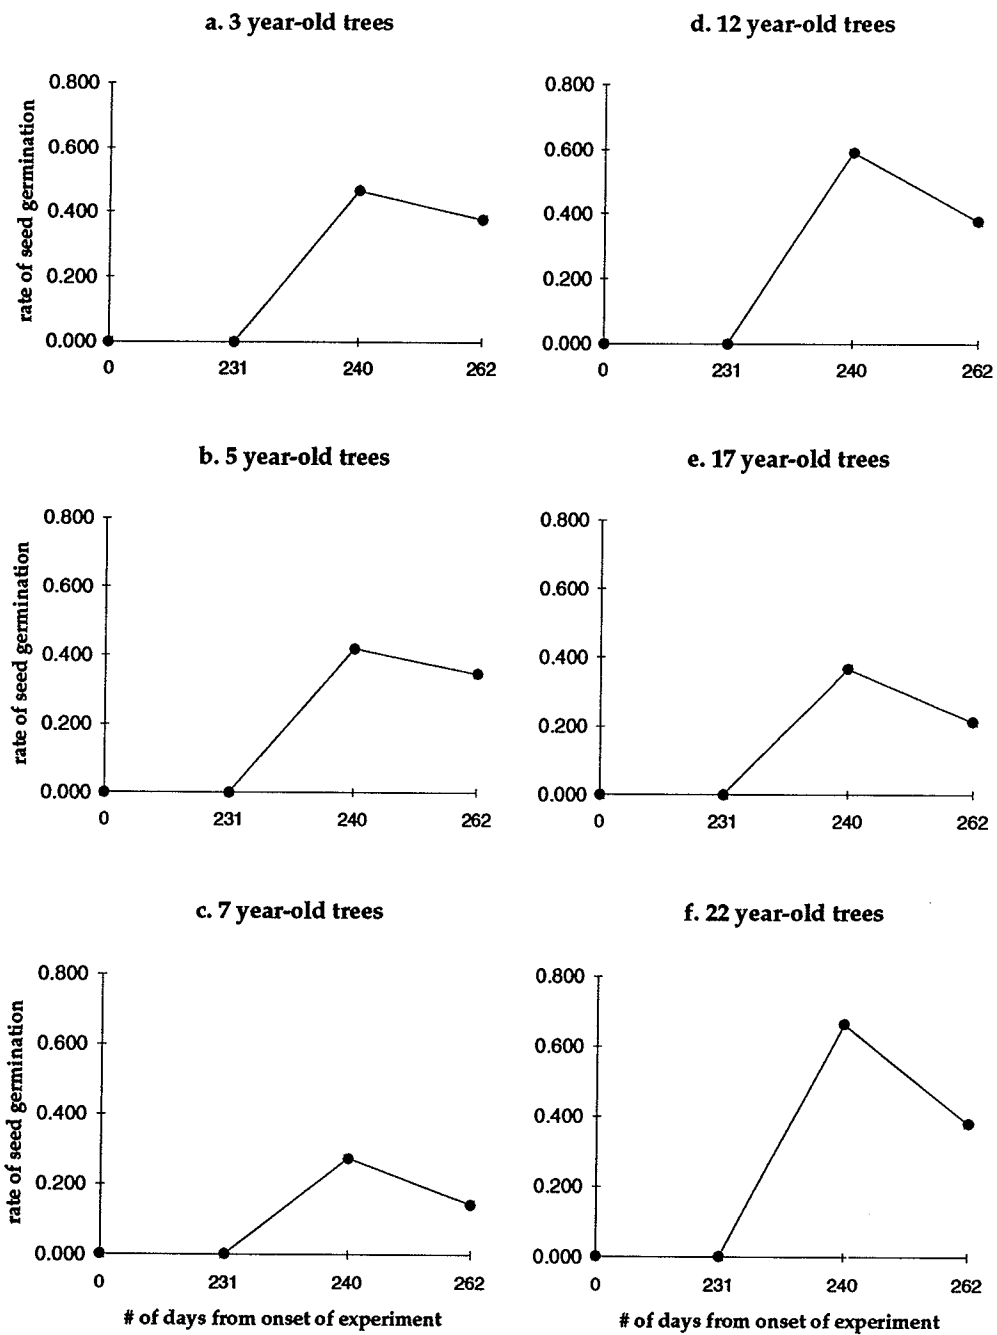 a. 3 year-old trees
0.800
0.600
0.400
0.200
0.000
rate of seed germination
0 231 240 262
d. 12 year-old trees
0.800
0.600
0.400
0.200
0.000
0 231 240 262
b. 5 year-old trees
0.800
0.600
0.400
0.200
0.000
rate of seed germination
0 231 240 262
e. 17 year-old trees
0.800
0.600
0.400
0.200
0.000
0 231 240 262
c. 7 year-old trees
0.800
0.600
0.400
0.200
0.000
rate of seed germination
0 231 240 262
# of days from onset of experiment
f. 22 year-old trees
0.800
0.600
0.400
0.200
0.000
0 231 240 262
# of days from onset of experiment